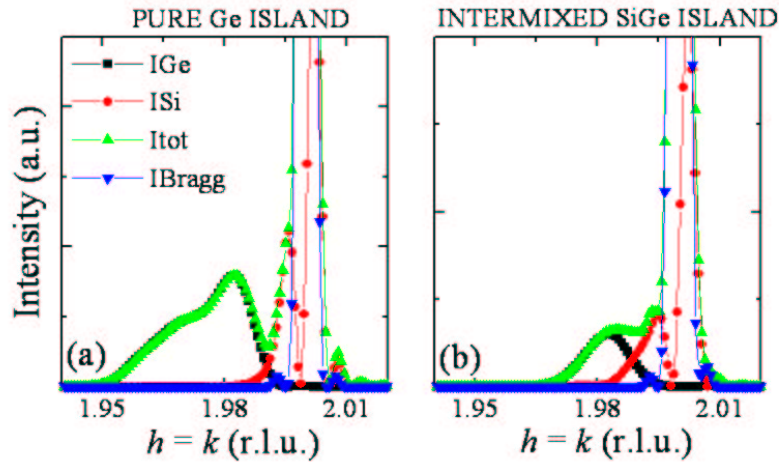 PURE Ge ISLAND
INTERMIXED SiGe ISLAND
Intensity (a.u.)
IGe
ISi
Itot
IBragg
(a)
(b)
1.95 1.98 2.01
1.95 1.98 2.01
h = k (r.l.u.)
h = k (r.l.u.)